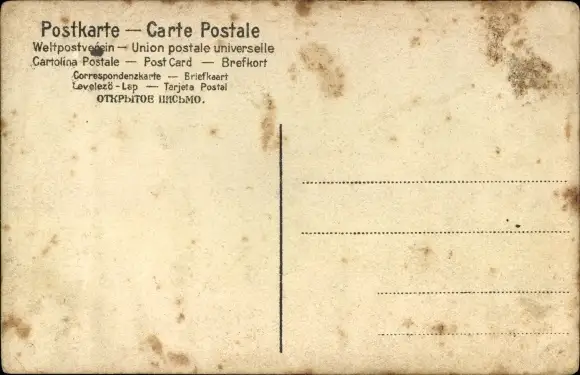 Postkarte — Carte Postale
Weltpostverein — Union postale universelle
Cartolina Postale — Post Card — Brefkort
Correspondenzkarte — Briefkaart
Levelező-Lap — Tarjeta Postal
ОТКРЫТОЕ ПИСЬМО.